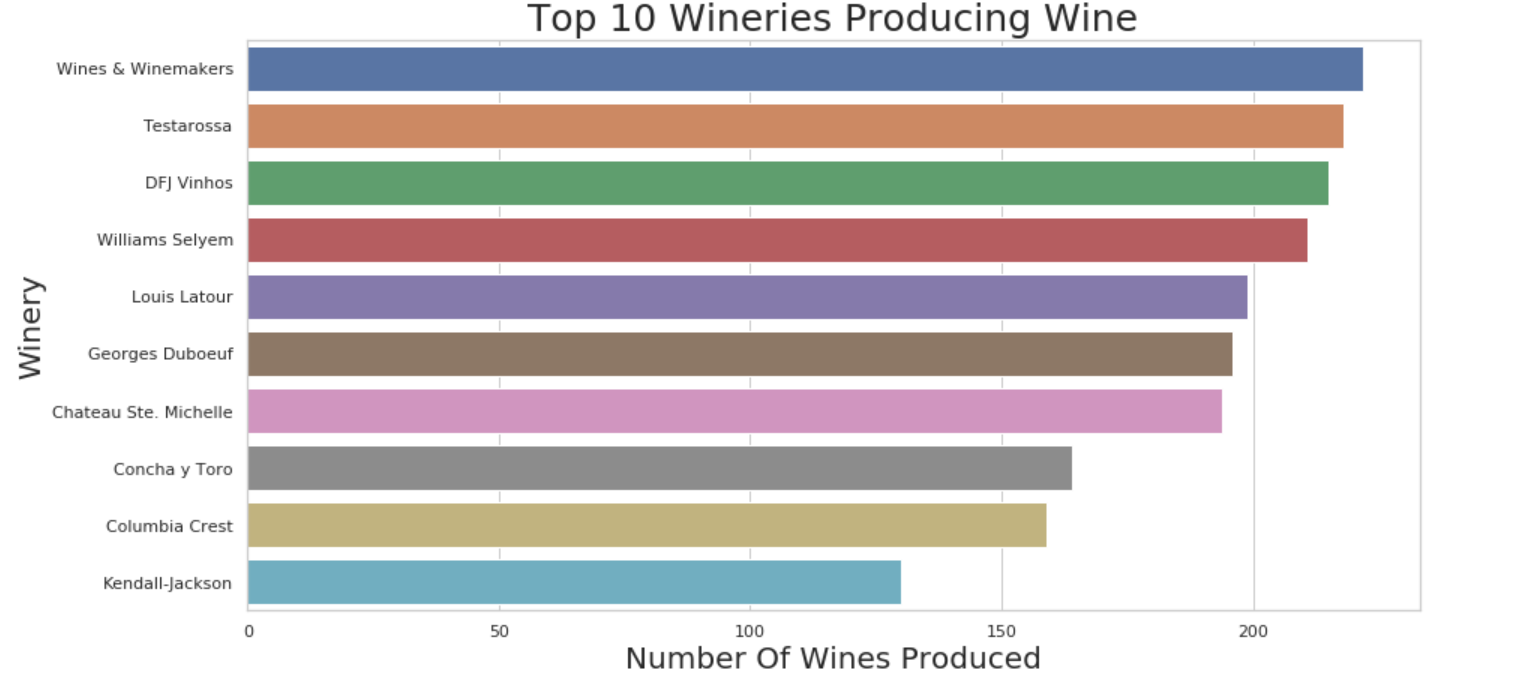 Top 10 Wineries Producing Wine
Winery
Wines & Winemakers
Testarossa
DFJ Vinhos
Williams Selyem
Louis Latour
Georges Duboeuf
Chateau Ste. Michelle
Concha y Toro
Columbia Crest
Kendall-Jackson
0 50 100 150 200
Number Of Wines Produced